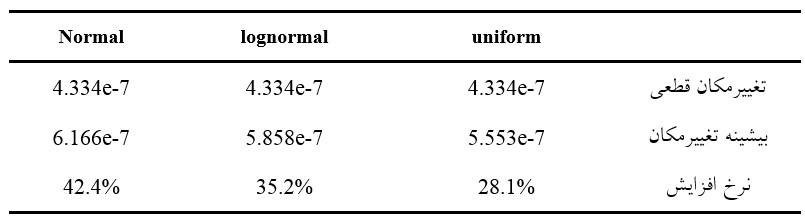 Normal lognormal uniform
4.334e-7 4.334e-7 4.334e-7 تغییرمکان قطعی
6.166e-7 5.858e-7 5.553e-7 بیشینه تغییرمکان
42.4% 35.2% 28.1% نرخ افزایش